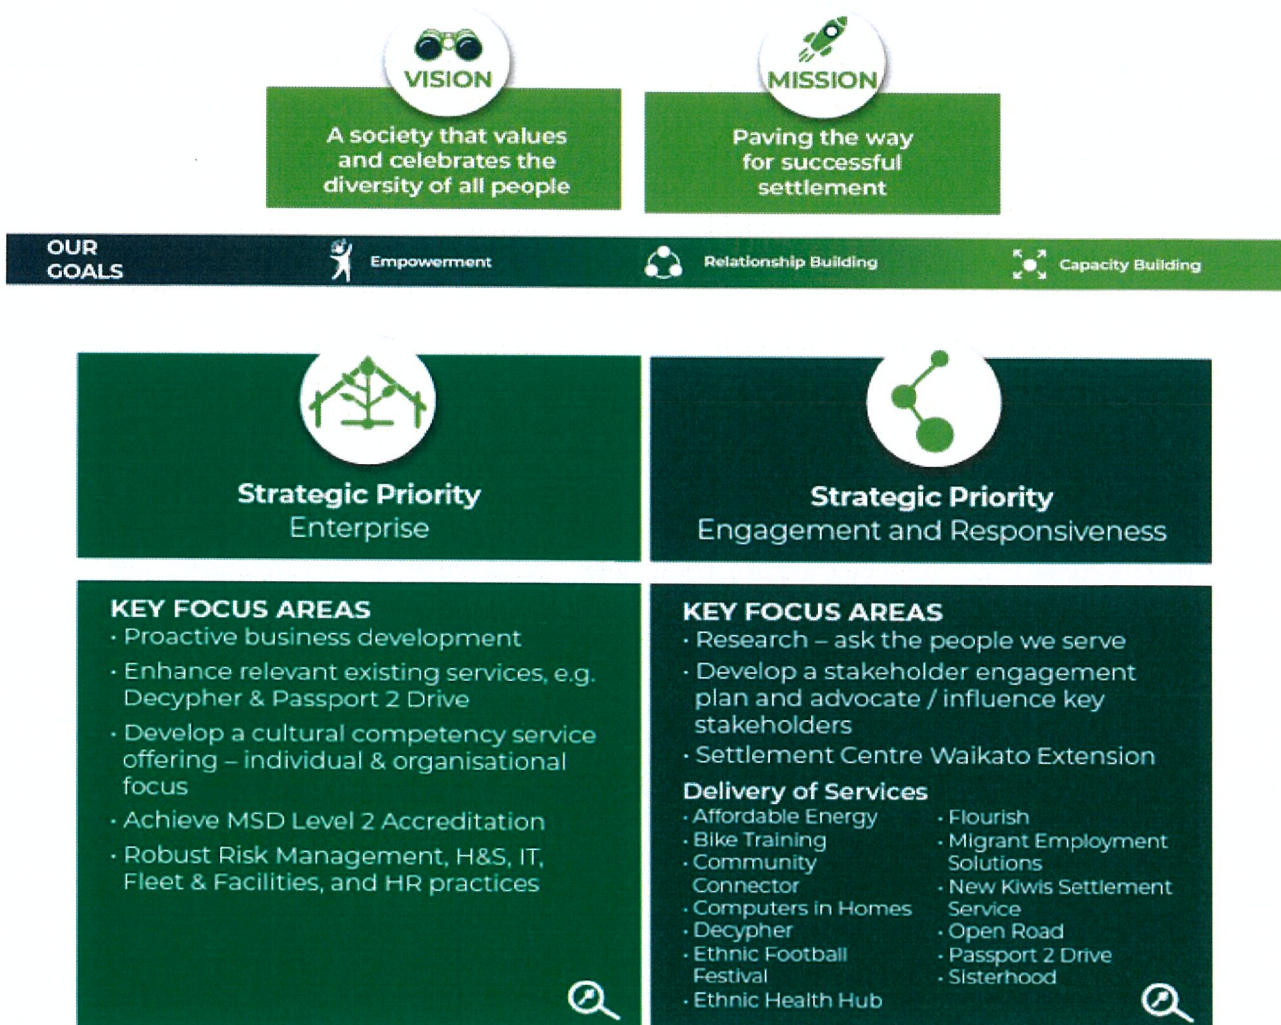 VISION
A society that values
and celebrates the
diversity of all people
MISSION
Paving the way
for successful
settlement
OUR
GOALS
Empowerment
Relationship Building
Capacity Building
Strategic Priority
Enterprise
Strategic Priority
Engagement and Responsiveness
KEY FOCUS AREAS
· Proactive business development
· Enhance relevant existing services, e.g.
Decypher & Passport 2 Drive
· Develop a cultural competency service
offering – individual & organisational
focus
· Achieve MSD Level 2 Accreditation
· Robust Risk Management, H&S, IT,
Fleet & Facilities, and HR practices
KEY FOCUS AREAS
· Research – ask the people we serve
· Develop a stakeholder engagement
plan and advocate / influence key
stakeholders
· Settlement Centre Waikato Extension
Delivery of Services
· Affordable Energy
· Bike Training
· Community
Connector
· Computers in Homes
· Decypher
· Ethnic Football
Festival
· Ethnic Health Hub
· Flourish
· Migrant Employment
Solutions
· New Kiwis Settlement
Service
· Open Road
· Passport 2 Drive
· Sisterhood